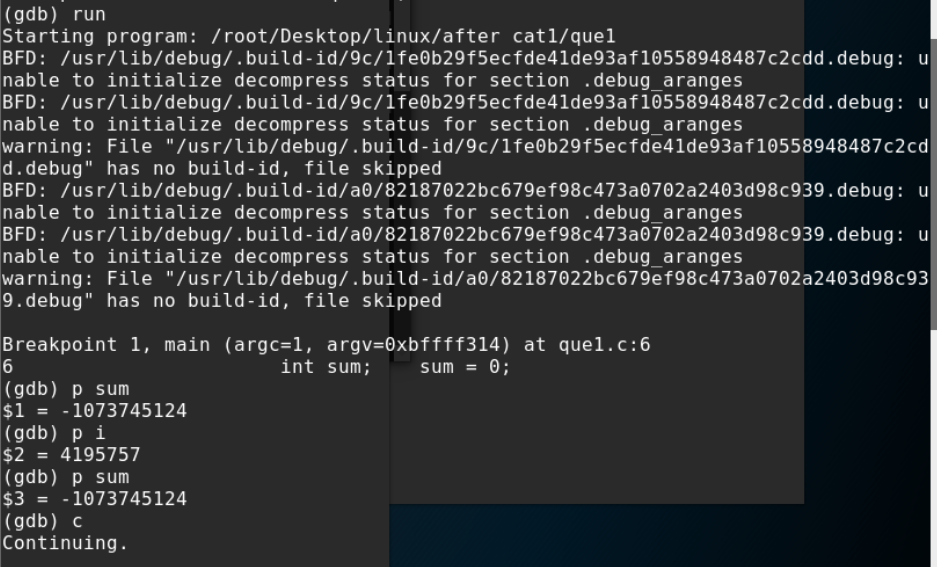 (gdb) run
Starting program: /root/Desktop/linux/after cat1/que1
BFD: /usr/lib/debug/.build-id/9c/1fe0b29f5ecfde41de93af10558948487c2cdd.debug: u
nable to initialize decompress status for section .debug_aranges
BFD: /usr/lib/debug/.build-id/9c/1fe0b29f5ecfde41de93af10558948487c2cdd.debug: u
nable to initialize decompress status for section .debug_aranges
warning: File "/usr/lib/debug/.build-id/9c/1fe0b29f5ecfde41de93af10558948487c2cd
d.debug" has no build-id, file skipped
BFD: /usr/lib/debug/.build-id/a0/82187022bc679ef98c473a0702a2403d98c939.debug: u
nable to initialize decompress status for section .debug_aranges
BFD: /usr/lib/debug/.build-id/a0/82187022bc679ef98c473a0702a2403d98c939.debug: u
nable to initialize decompress status for section .debug_aranges
warning: File "/usr/lib/debug/.build-id/a0/82187022bc679ef98c473a0702a2403d98c93
9.debug" has no build-id, file skipped

Breakpoint 1, main (argc=1, argv=0xbffff314) at que1.c:6
6                      int sum;    sum = 0;
(gdb) p sum
$1 = -1073745124
(gdb) p i
$2 = 4195757
(gdb) p sum
$3 = -1073745124
(gdb) c
Continuing.